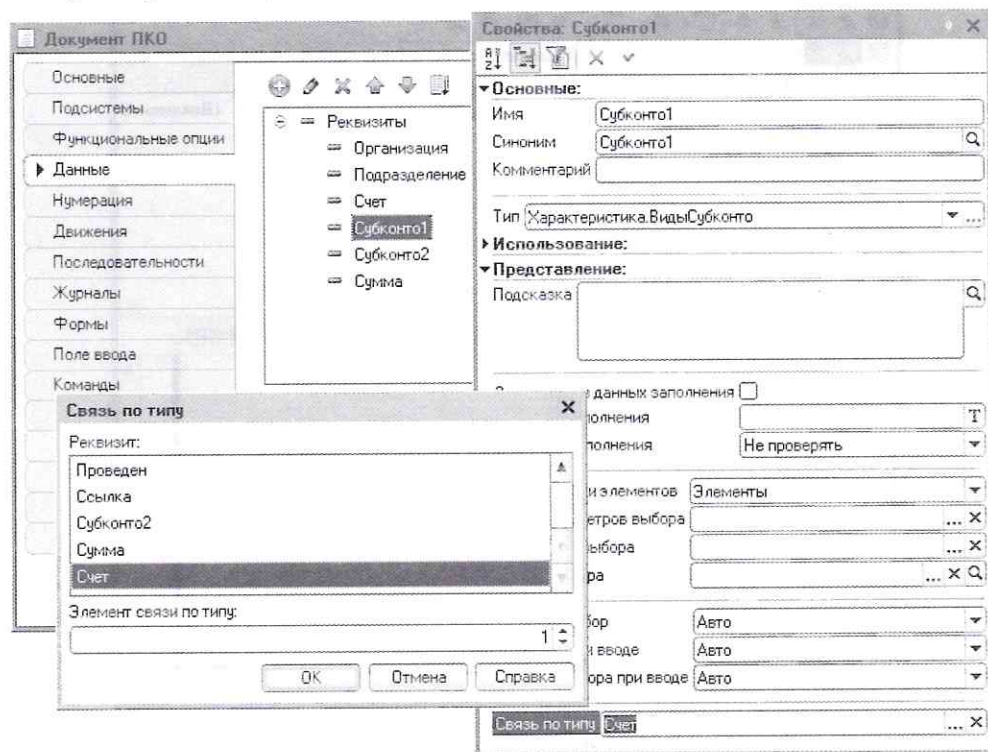 Документ ПКО
Основные
Подсистемы
Функциональные опции
Данные
Нумерация
Движения
Последовательности
Журналы
Формы
Поле ввода
Команды
Реквизиты
Организация
Подразделение
Счет
Субконто1
Субконто2
Сумма
Свойства: Субконто1
Основные:
Имя Субконто1
Синоним Субконто1
Комментарий
Тип Характеристика.ВидыСубконто ...
Использование:
Представление:
Подсказка
данных заполнения
олнения T
полнения Не проверять
и элементов Элементы
етров выбора ...
ыбора ...
ра ...
ор Авто
и вводе Авто
ора при вводе Авто
Связь по типу Счет ...
Связь по типу
Реквизит:
Проведен
Ссылка
Субконто2
Сумма
Счет
Элемент связи по типу:
1
OK Отмена Справка